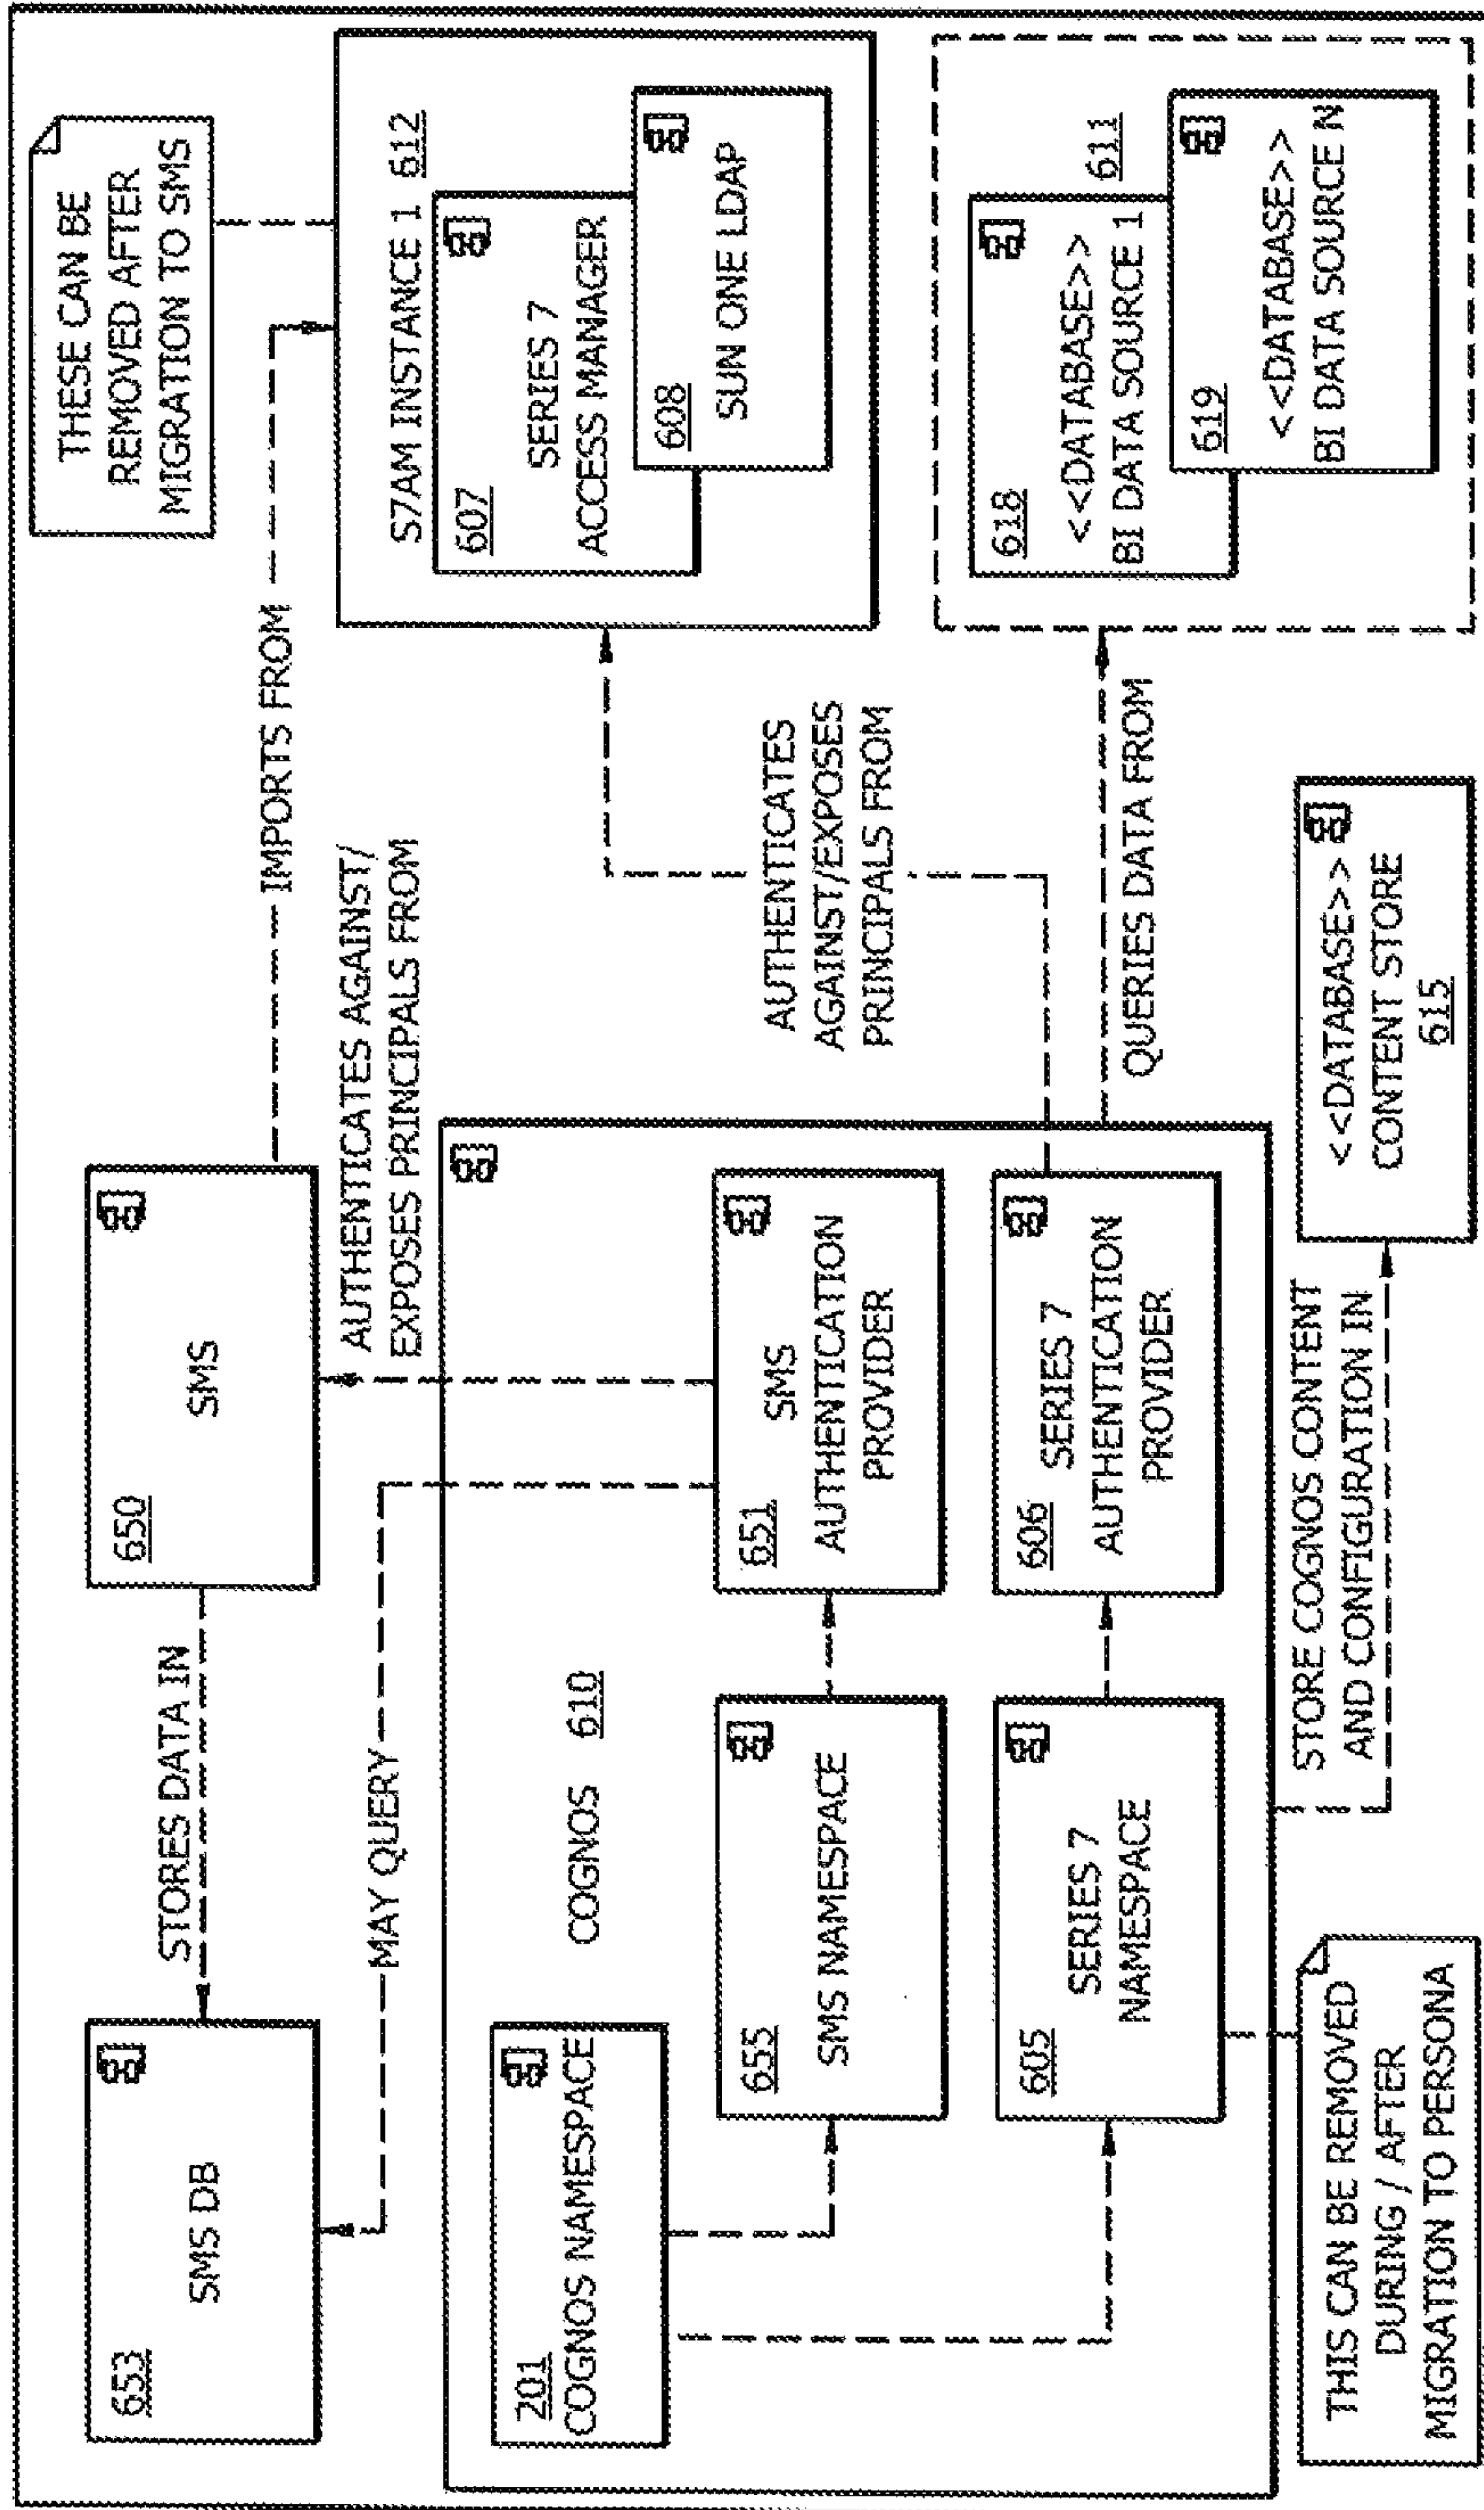 653
SMS DB
STORES DATA IN
650
SMS
IMPORTS FROM
THESE CAN BE
REMOVED AFTER
MIGRATION TO SMS
MAY QUERY
AUTHENTICATES AGAINST/
EXPOSES PRINCIPALS FROM
S7AM INSTANCE 1 612
607
SERIES 7
ACCESS MANAGER
608
SUN ONE LDAP
201
COGNOS NAMESPACE
COGNOS 610
655
SMS NAMESPACE
651
SMS
AUTHENTICATION
PROVIDER
605
SERIES 7
NAMESPACE
606
SERIES 7
AUTHENTICATION
PROVIDER
AUTHENTICATES
AGAINST/EXPOSES
PRINCIPALS FROM
QUERIES DATA FROM
618
<<DATABASE>>
BI DATA SOURCE 1
611
619
<<DATABASE>>
BI DATA SOURCE N
THIS CAN BE REMOVED
DURING / AFTER
MIGRATION TO PERSONA
STORE COGNOS CONTENT
AND CONFIGURATION IN
<<DATABASE>>
CONTENT STORE
615